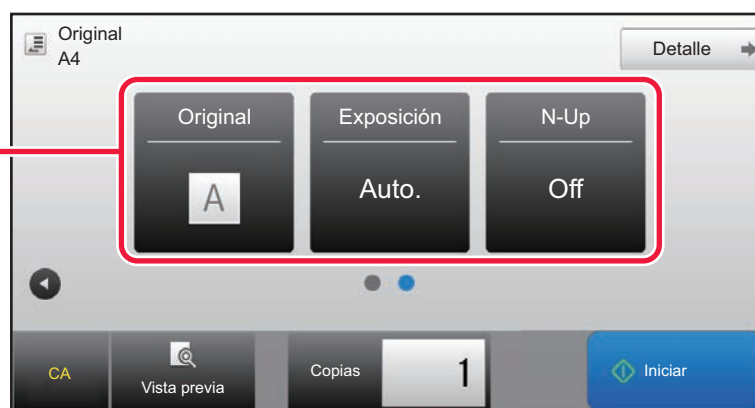 Original
A4
Detalle
Original
Exposición
N-Up
A
Auto.
Off
CA
Vista previa
Copias
1
Iniciar